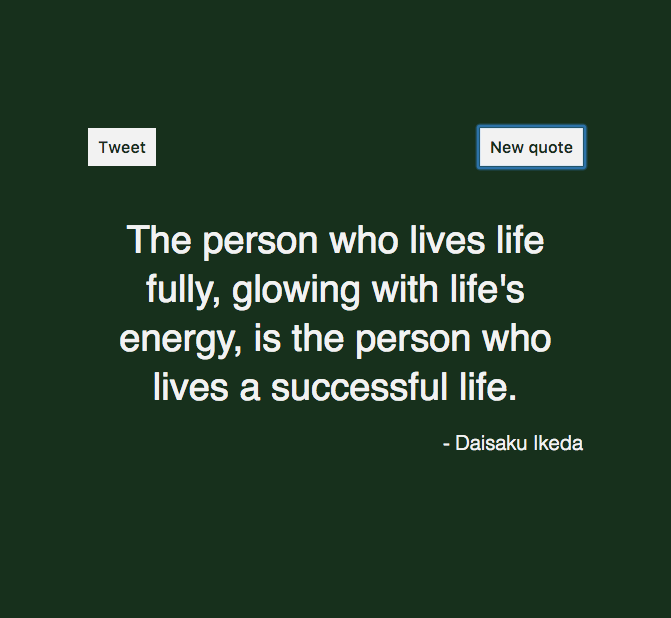 Tweet
New quote
The person who lives life
fully, glowing with life's
energy, is the person who
lives a successful life.
- Daisaku Ikeda